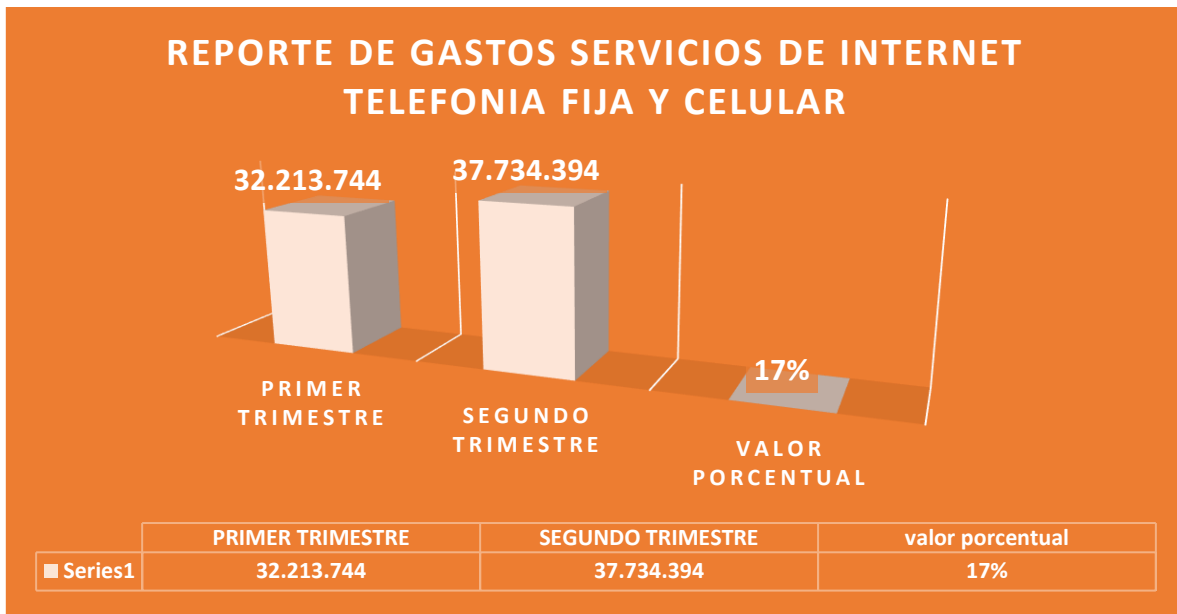 REPORTE DE GASTOS SERVICIOS DE INTERNET
TELEFONIA FIJA Y CELULAR
32.213.744
37.734.394
17%
PRIMER
TRIMESTRE
SEGUNDO
TRIMESTRE
VALOR
PORCENTUAL
PRIMER TRIMESTRE SEGUNDO TRIMESTRE valor porcentual
Series1 32.213.744 37.734.394 17%